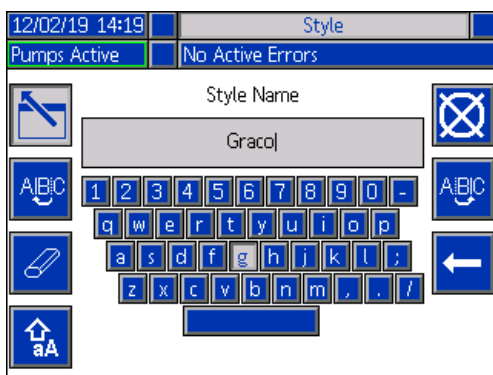 12/02/19 14:19 Style
Pumps Active No Active Errors
Style Name
Graco
ABC 1 2 3 4 5 6 7 8 9 0 - ABC
q w e r t y u i o p
a s d f g h j k l ;
z x c v b n m , . /
aA